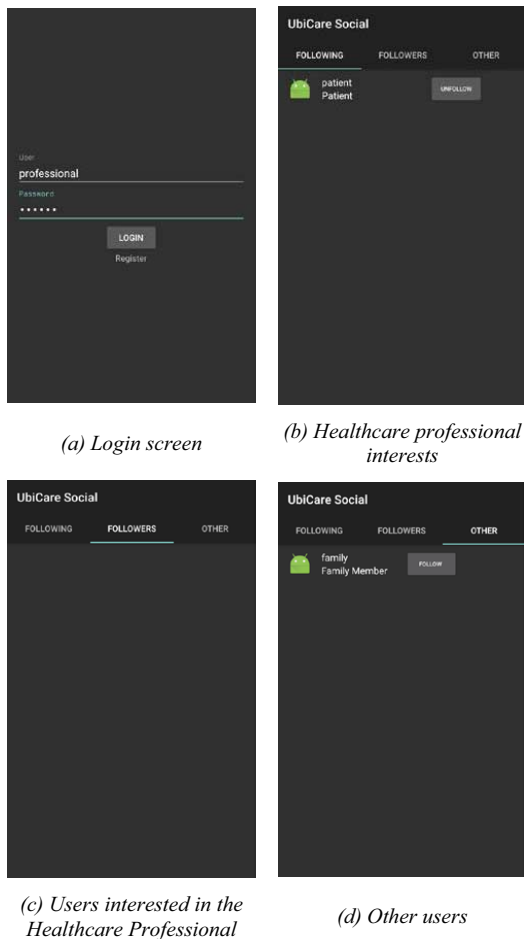 User
professional
Password
••••••
LOGIN
Register
(a) Login screen
UbiCare Social
FOLLOWING FOLLOWERS OTHER
patient
Patient
UNFOLLOW
(b) Healthcare professional
interests
UbiCare Social
FOLLOWING FOLLOWERS OTHER
(c) Users interested in the
Healthcare Professional
UbiCare Social
FOLLOWING FOLLOWERS OTHER
family
Family Member
FOLLOW
(d) Other users